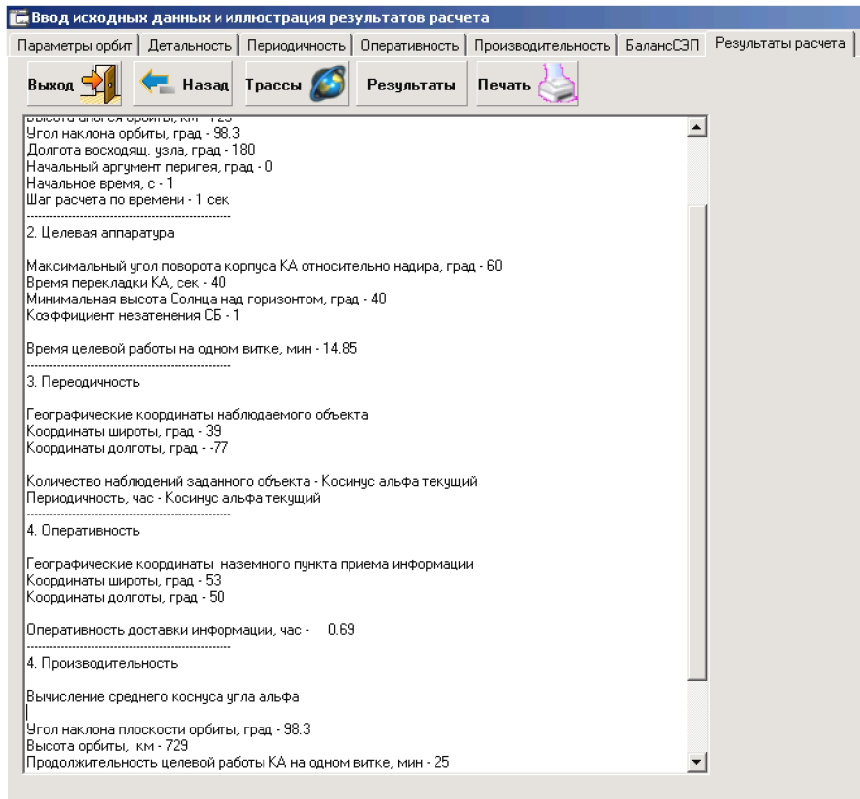 Ввод исходных данных и иллюстрация результатов расчета
Параметры орбит Детальность Периодичность Оперативность Производительность БалансСЭП Результаты расчета
Выход Назад Трассы Результаты Печать
Высота апогея орбиты, км - 729
Угол наклона орбиты, град - 98.3
Долгота восходящ. узла, град - 180
Начальный аргумент перигея, град - 0
Начальное время, с - 1
Шаг расчета по времени - 1 сек
------------------------------------------------------
2. Целевая аппаратура
Максимальный угол поворота корпуса КА относительно надира, град - 60
Время перекладки КА, сек - 40
Минимальная высота Солнца над горизонтом, град - 40
Коэффициент незатенения СБ - 1
Время целевой работы на одном витке, мин - 14.85
------------------------------------------------------
3. Переодичность
Географические координаты наблюдаемого объекта
Координаты широты, град - 39
Координаты долготы, град - -77
Количество наблюдений заданного объекта - Косинус альфа текущий
Периодичность, час - Косинус альфа текущий
------------------------------------------------------
4. Оперативность
Географические координаты наземного пункта приема информации
Координаты широты, град - 53
Координаты долготы, град - 50
Оперативность доставки информации, час - 0.69
------------------------------------------------------
4. Производительность
Вычисление среднего коснуса угла альфа
Угол наклона плоскости орбиты, град - 98.3
Высота орбиты, км - 729
Продолжительность целевой работы КА на одном витке, мин - 25